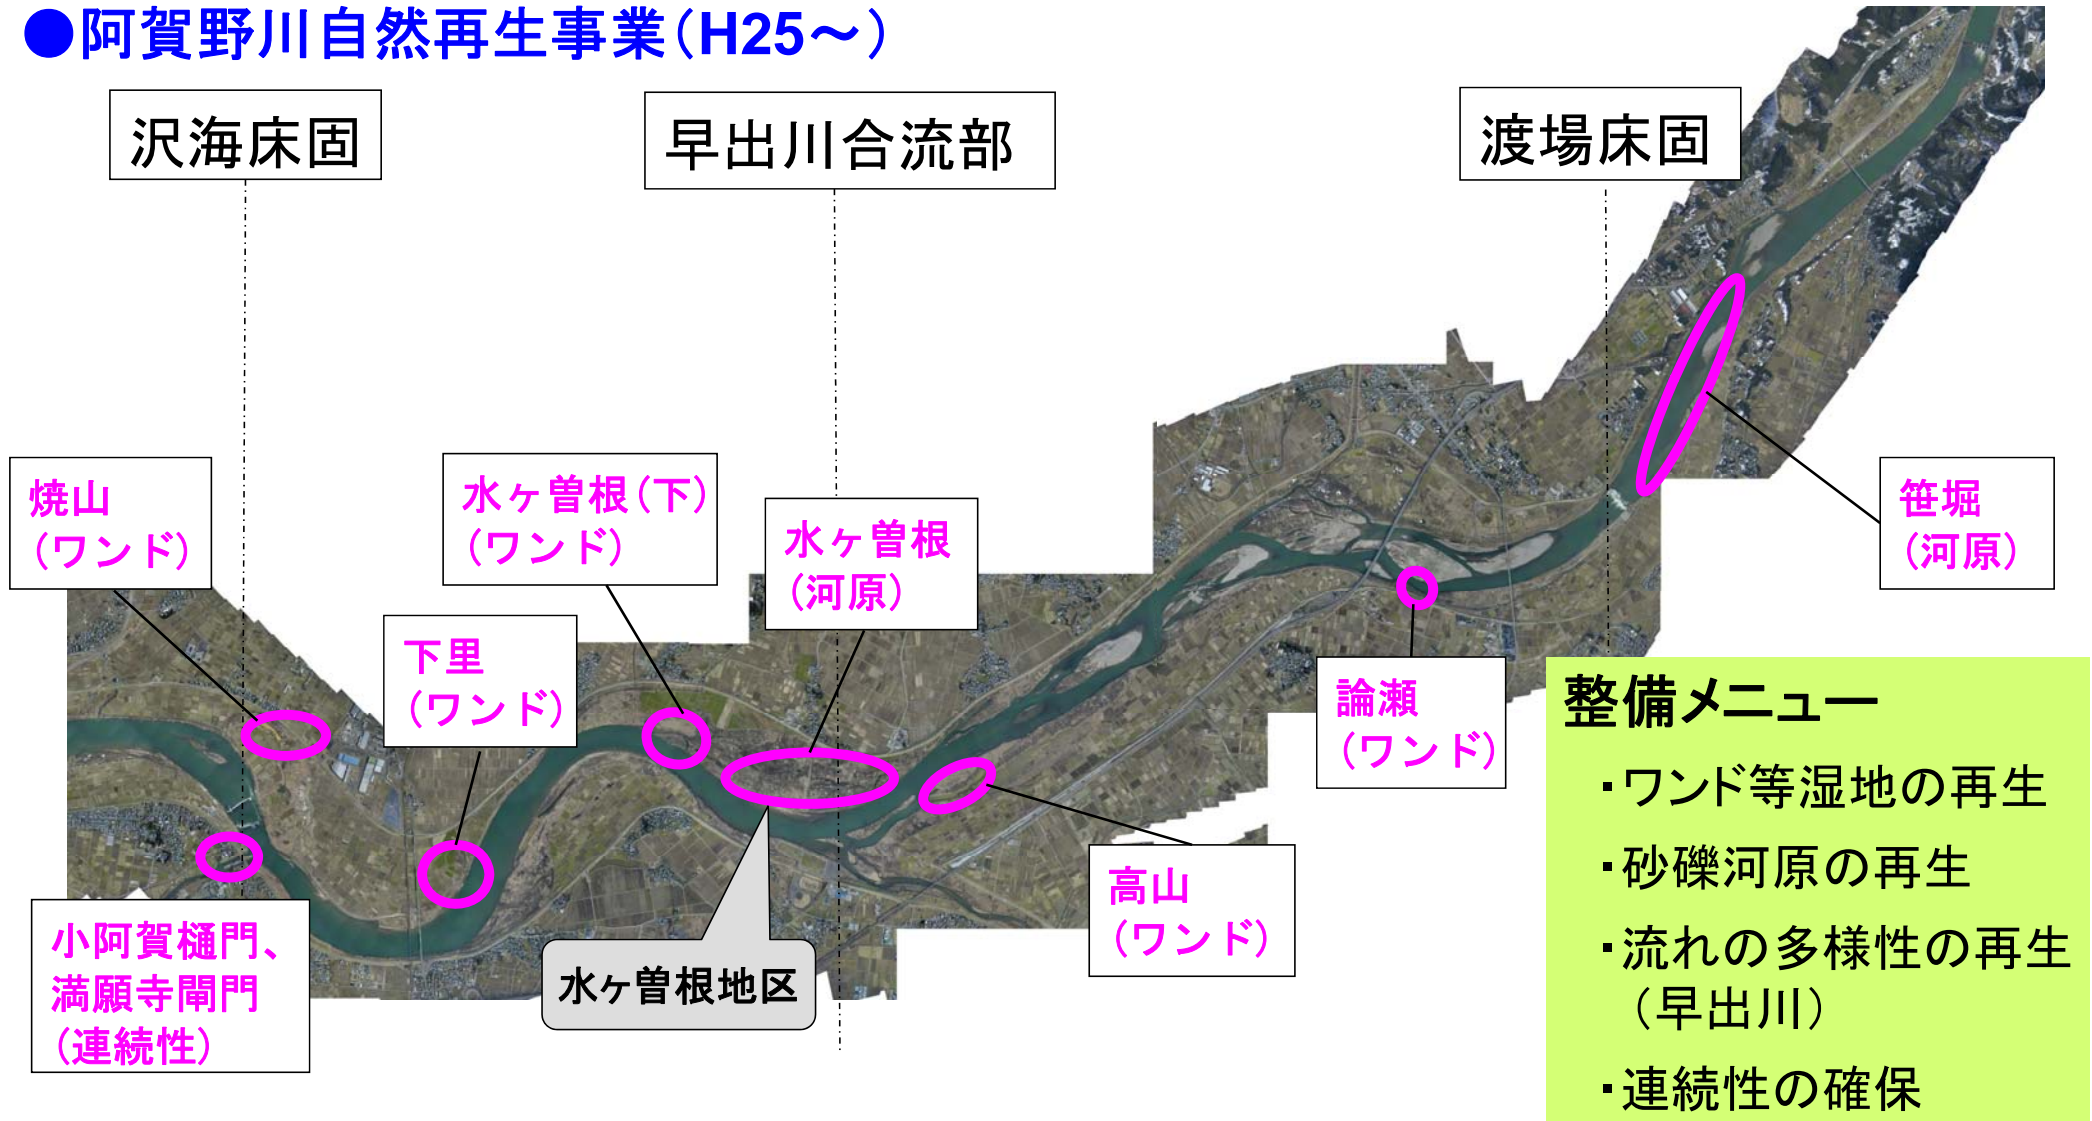 ●阿賀野川自然再生事業（H25～）
沢海床固
早出川合流部
渡場床固
焼山
（ワンド）
水ヶ曽根（下）
（ワンド）
水ヶ曽根
（河原）
笹堀
（河原）
下里
（ワンド）
論瀬
（ワンド）
高山
（ワンド）
小阿賀樋門、
満願寺閘門
（連続性）
水ヶ曽根地区
整備メニュー
・ワンド等湿地の再生
・砂礫河原の再生
・流れの多様性の再生
（早出川）
・連続性の確保